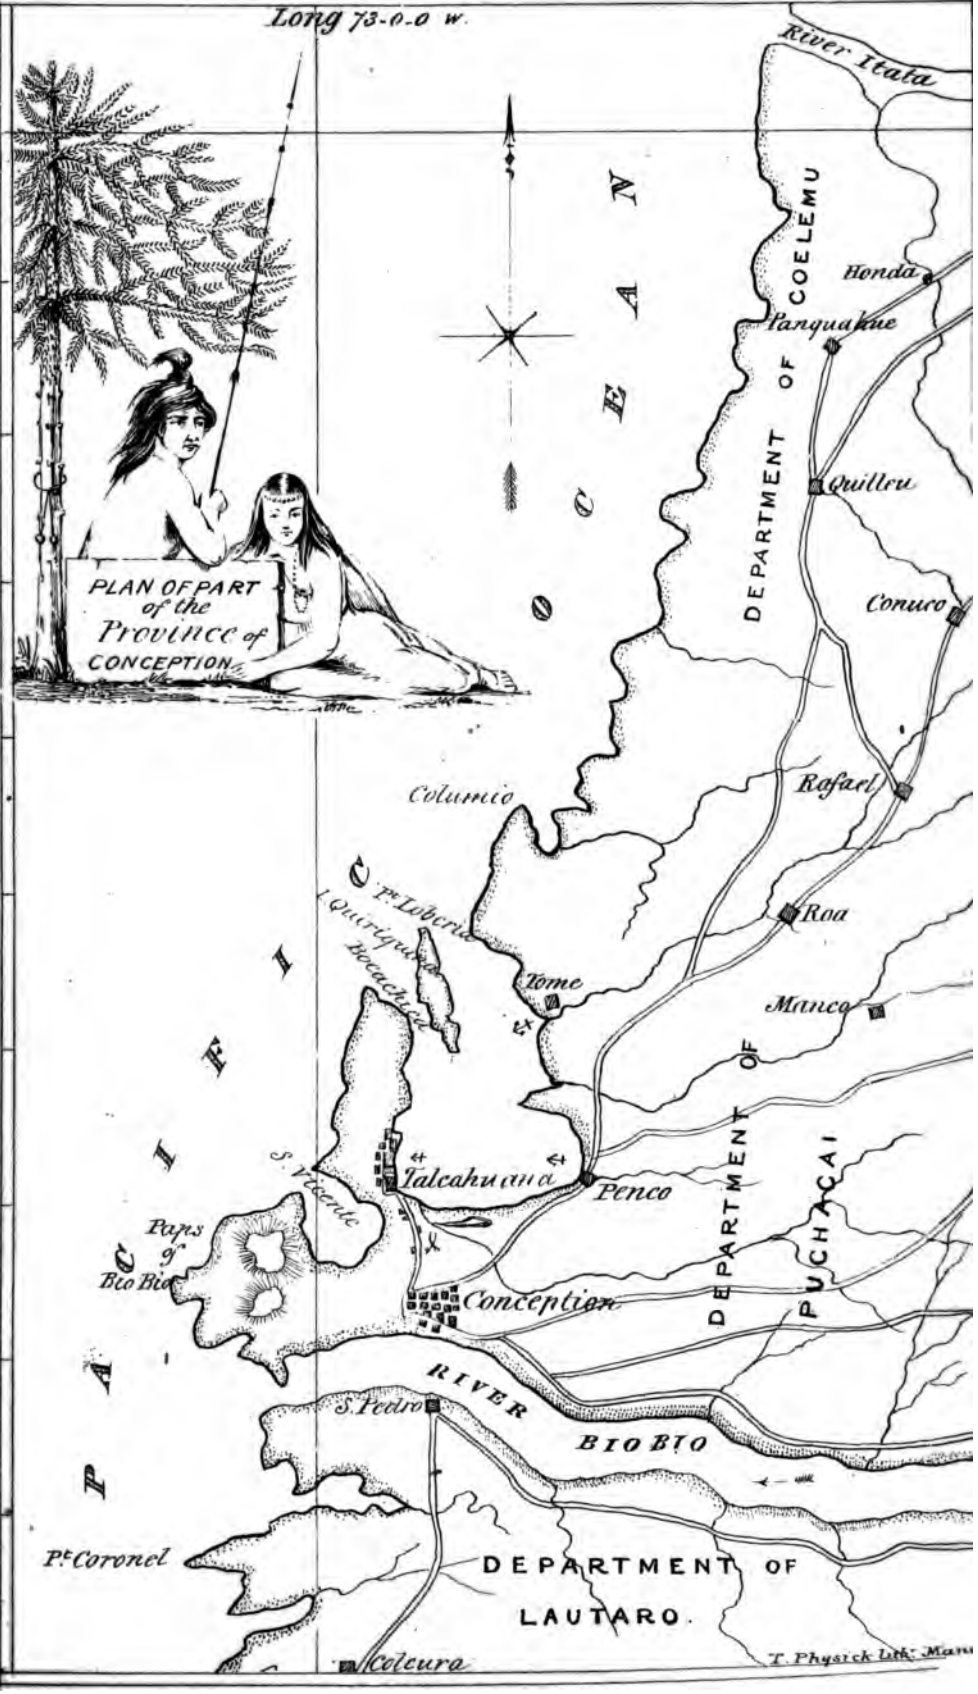 Long 73-0-0 W.
River Itata
PLAN OF PART
of the
Province of
CONCEPTION
PACIFIC OCEAN
DEPARTMENT OF COELEMU
Honda
Panquahue
Quilleu
Conuco
Rafael
Columio
Pt. Loberia
I. Quiriquina
Bocachica
Roa
Tome
Manco
DEPARTMENT OF
PUCHACAI
Talcahuana
Penco
S. Vicente
Paps
of
Bio Bio
Conception
RIVER
BIO BIO
S. Pedro
Pt. Coronel
DEPARTMENT OF
LAUTARO.
Colcura
T. Physick lith: